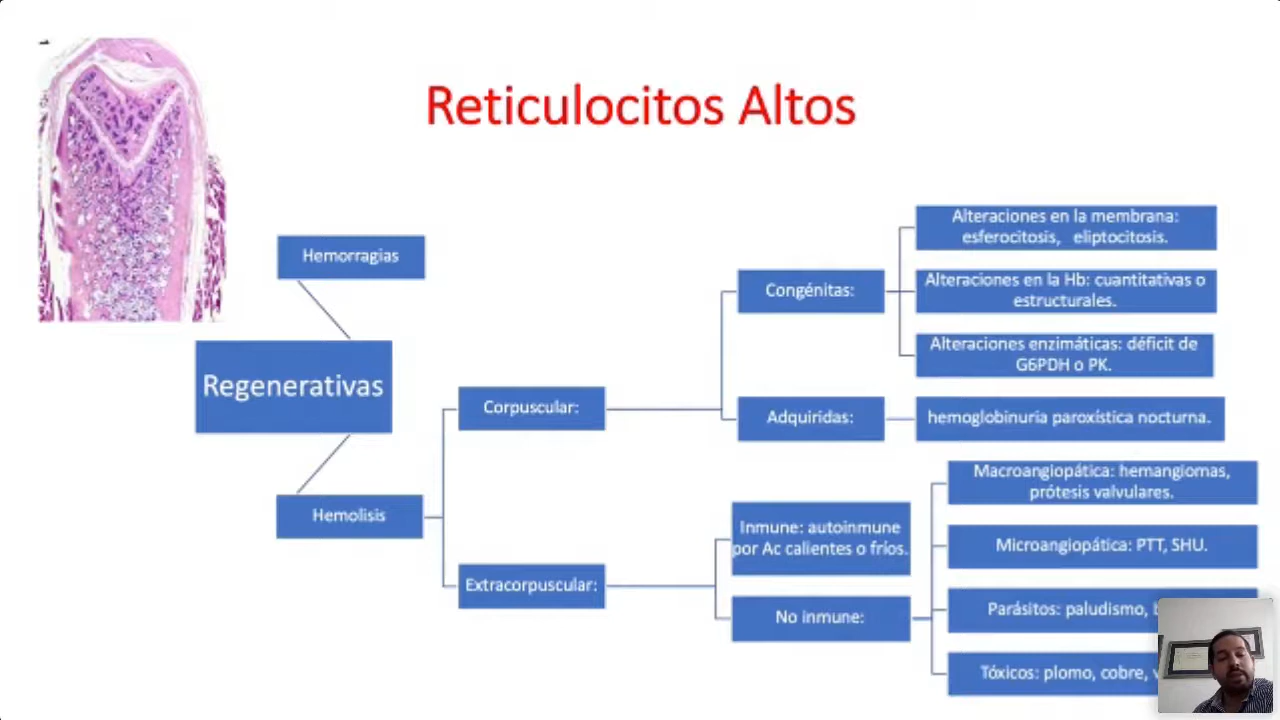 Reticulocitos Altos
Hemorragias
Regenerativas
Hemolisis
Corpuscular:
Extracorpuscular:
Congénitas:
Adquiridas:
Inmune: autoinmune
por Ac calientes o fríos.
No inmune:
Alteraciones en la membrana:
esferocitosis, eliptocitosis.
Alteraciones en la Hb: cuantitativas o
estructurales.
Alteraciones enzimáticas: déficit de
G6PDH o PK.
hemoglobinuria paroxística nocturna.
Macroangiopática: hemangiomas,
prótesis valvulares.
Microangiopática: PTT, SHU.
Parásitos: paludismo,
Tóxicos: plomo, cobre,